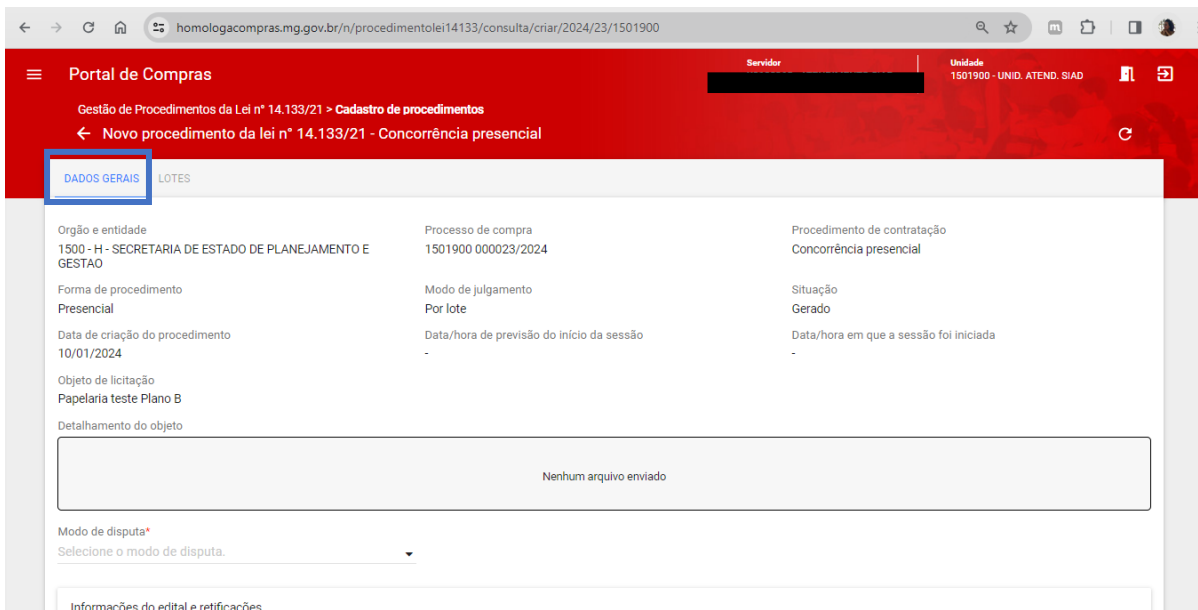 homologacompras.mg.gov.br/n/procedimentolei14133/consulta/criar/2024/23/1501900
Portal de Compras
Servidor
Unidade
1501900 - UNID. ATEND. SIAD
Gestão de Procedimentos da Lei n° 14.133/21 > Cadastro de procedimentos
Novo procedimento da lei n° 14.133/21 - Concorrência presencial
DADOS GERAIS LOTES
Orgão e entidade
1500 - H - SECRETARIA DE ESTADO DE PLANEJAMENTO E
GESTAO
Processo de compra
1501900 000023/2024
Procedimento de contratação
Concorrência presencial
Forma de procedimento
Presencial
Modo de julgamento
Por lote
Situação
Gerado
Data de criação do procedimento
10/01/2024
Data/hora de previsão do início da sessão
-
Data/hora em que a sessão foi iniciada
-
Objeto de licitação
Papelaria teste Plano B
Detalhamento do objeto
Nenhum arquivo enviado
Modo de disputa*
Selecione o modo de disputa.
Informações do edital e retificações